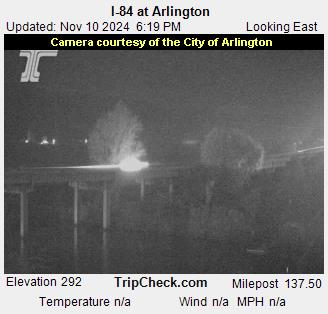 I-84 at Arlington
Updated: Nov 10 2024 6:19 PM Looking East
Camera courtesy of the City of Arlington
Elevation 292 TripCheck.com Milepost 137.50
Temperature n/a Wind n/a MPH n/a